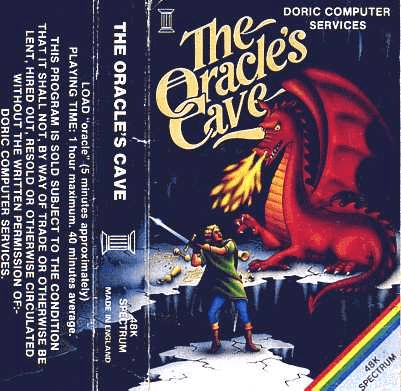 DORIC COMPUTER
SERVICES
The
Oracle's
Cave
48K
SPECTRUM
THE ORACLE'S CAVE
48K
SPECTRUM
MADE IN ENGLAND
LOAD "oracle" (5 minutes approximately)
PLAYING TIME: 1 hour maximum. 40 minutes average.
THIS PROGRAM IS SOLD SUBJECT TO THE CONDITION
THAT IT SHALL NOT, BY WAY OF TRADE OR OTHERWISE BE
LENT, HIRED OUT, RESOLD OR OTHERWISE CIRCULATED
WITHOUT THE WRITTEN PERMISSION OF:-
DORIC COMPUTER SERVICES.